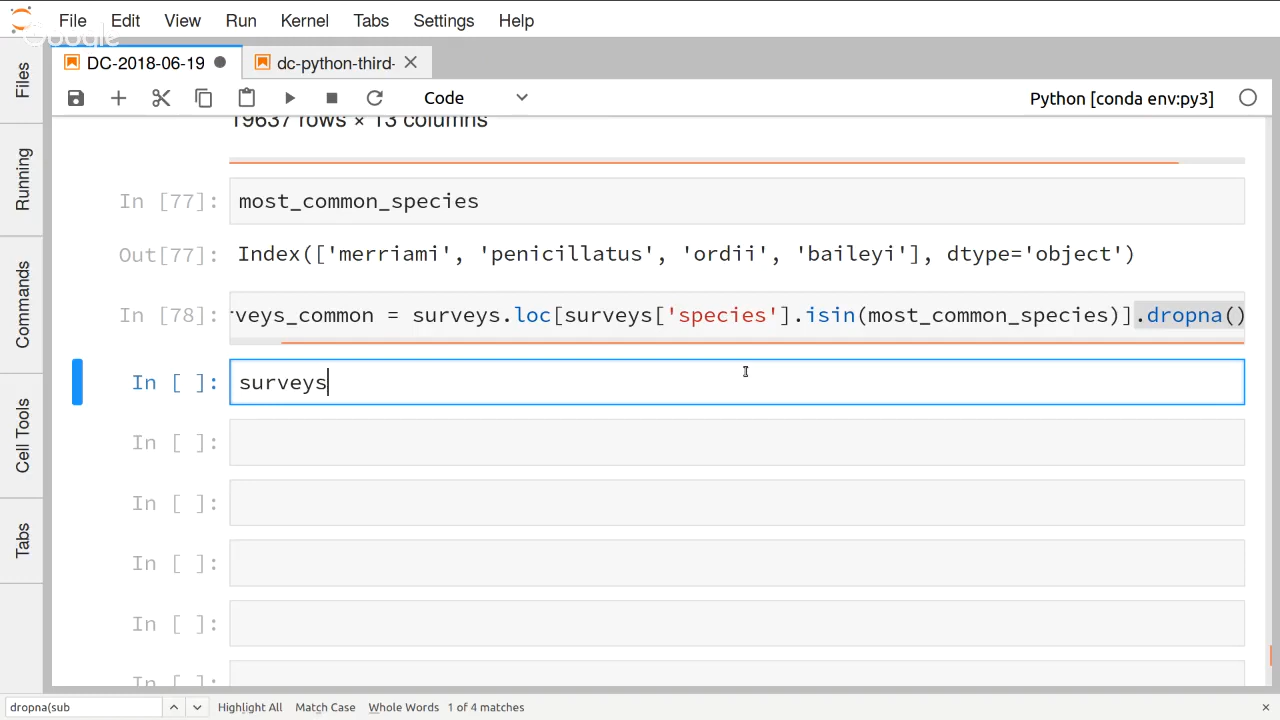 File Edit View Run Kernel Tabs Settings Help
Google
DC-2018-06-19
dc-python-third-
Code
Python [conda env:py3]
Files
Running
Commands
Cell Tools
Tabs
19637 rows × 13 columns
In [77]: most_common_species
Out[77]: Index(['merriami', 'penicillatus', 'ordii', 'baileyi'], dtype='object')
In [78]: rveys_common = surveys.loc[surveys['species'].isin(most_common_species)].dropna()
In [ ]: surveys
In [ ]:
In [ ]:
In [ ]:
In [ ]:
In [ ]:
dropna(sub Highlight All Match Case Whole Words 1 of 4 matches